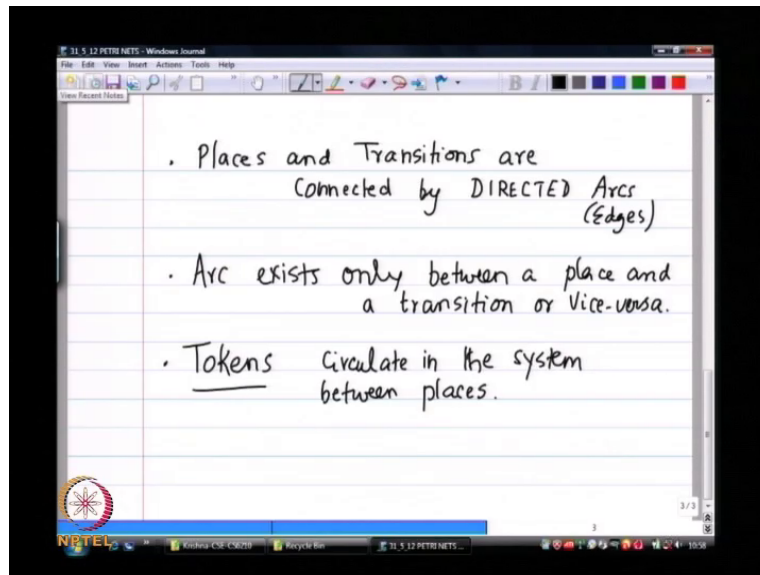 31_5_12 PETRI NETS - Windows Journal
File Edit View Insert Actions Tools Help
B I
View Recent Notes
. Places and Transitions are
Connected by DIRECTED Arcs
(Edges)
. Arc exists only between a place and
a transition or Vice-versa.
. Tokens Circulate in the system
between places.
3/3
3
NPTEL
Krishna-CSE-CS6210
Recycle Bin
31_5_12 PETRI NETS ...
10:58